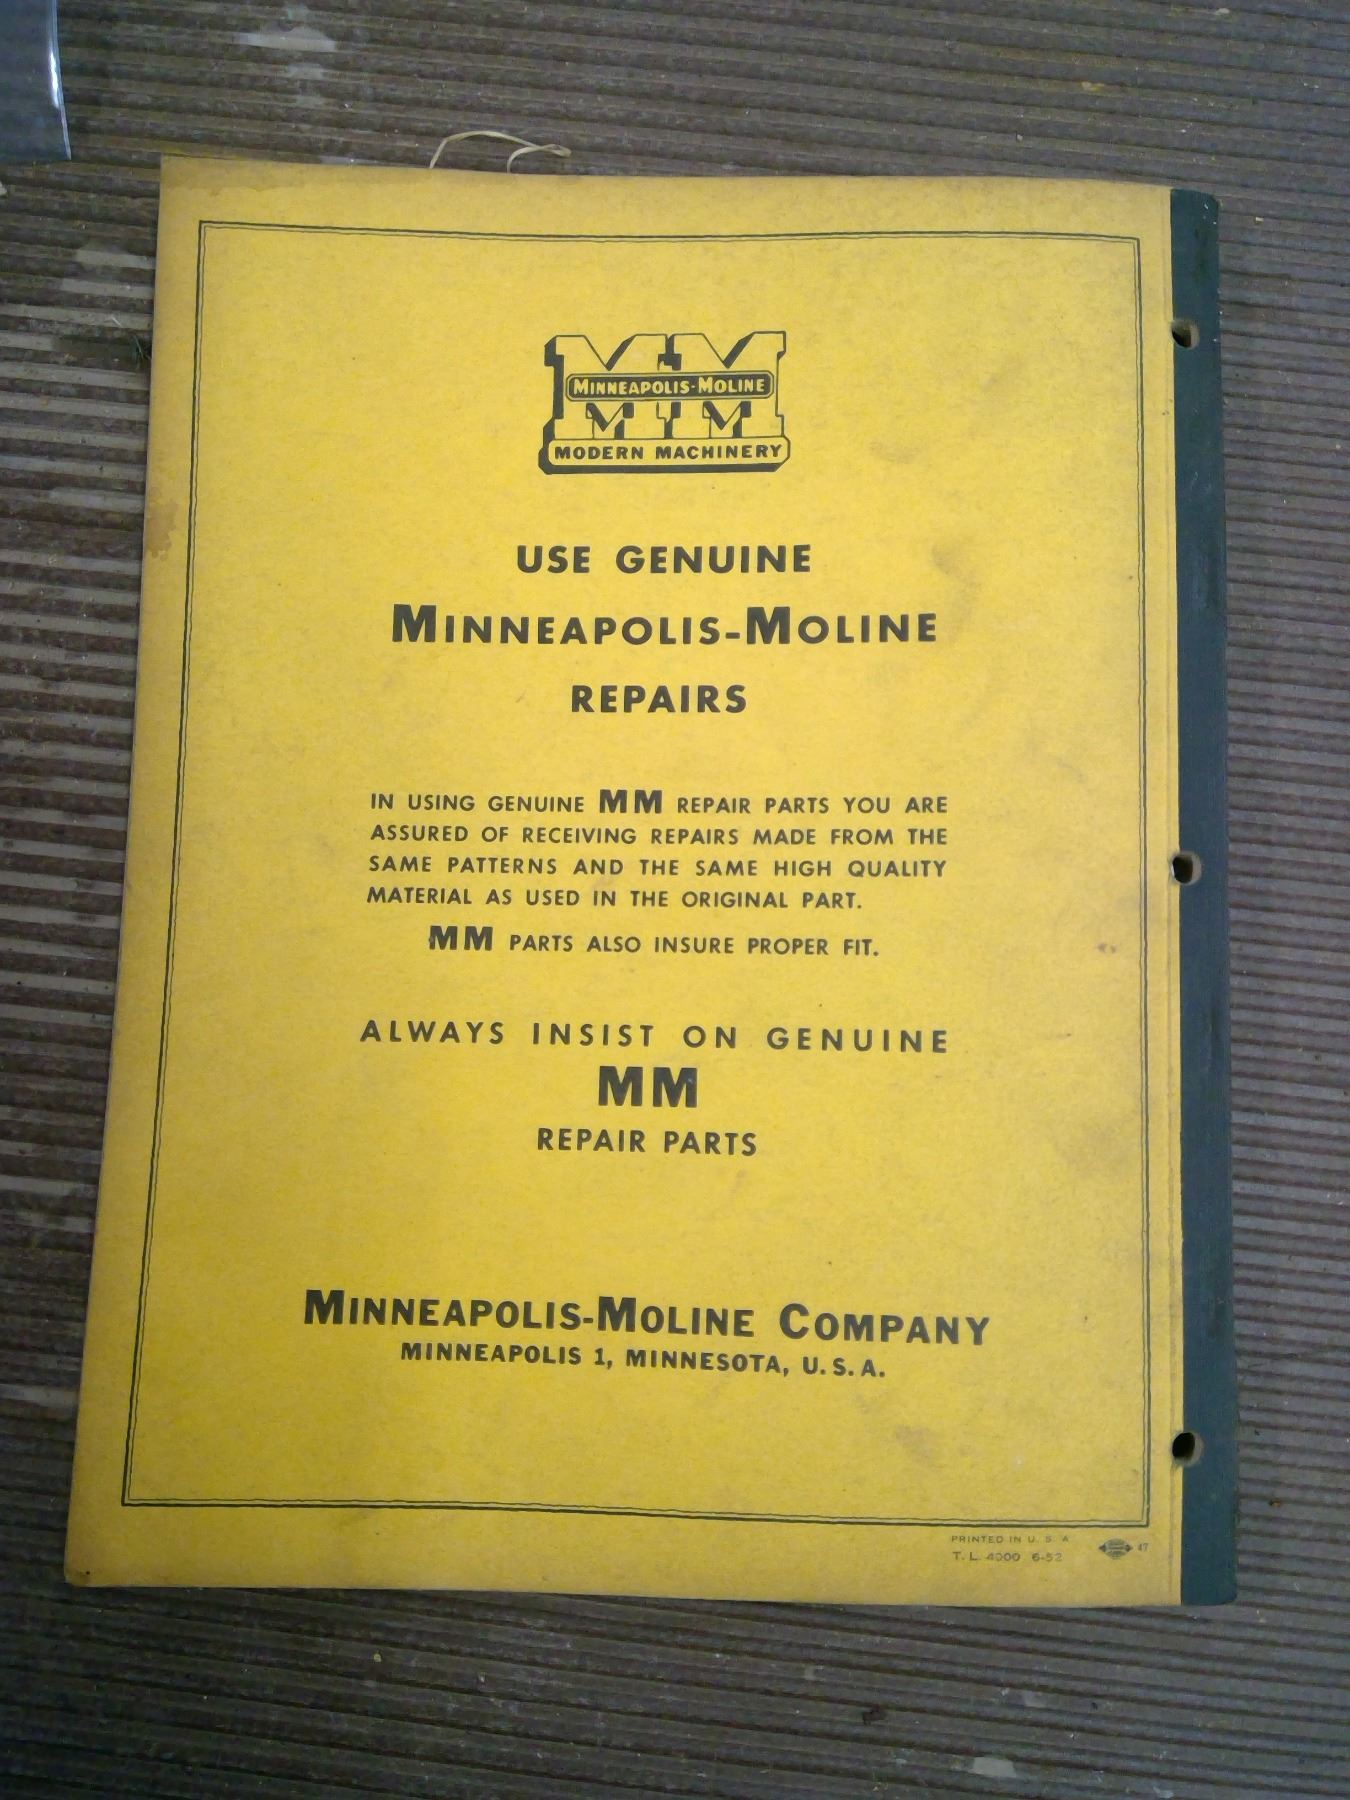 MM
MINNEAPOLIS-MOLINE
MODERN MACHINERY
USE GENUINE
MINNEAPOLIS-MOLINE
REPAIRS
IN USING GENUINE MM REPAIR PARTS YOU ARE
ASSURED OF RECEIVING REPAIRS MADE FROM THE
SAME PATTERNS AND THE SAME HIGH QUALITY
MATERIAL AS USED IN THE ORIGINAL PART.
MM PARTS ALSO INSURE PROPER FIT.
ALWAYS INSIST ON GENUINE
MM
REPAIR PARTS
MINNEAPOLIS-MOLINE COMPANY
MINNEAPOLIS 1, MINNESOTA, U.S.A.
PRINTED IN U. S. A
T. L. 4000 6-52
47